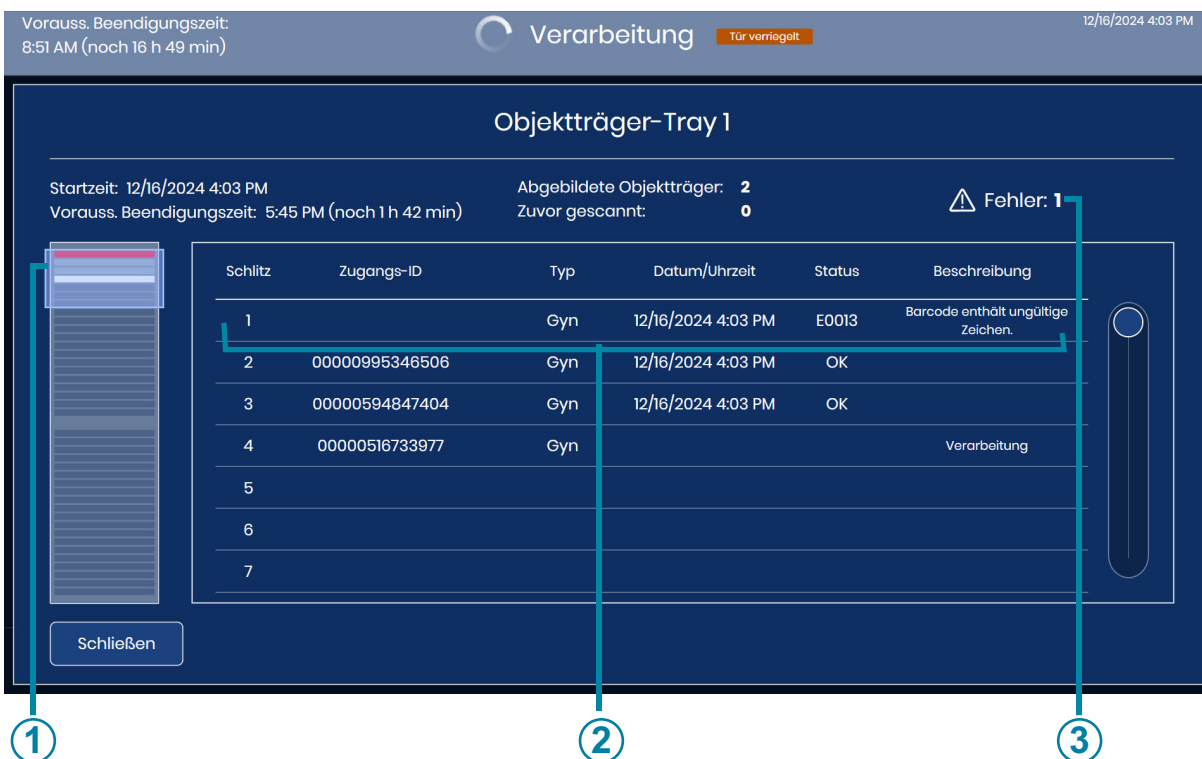 Vorauss. Beendigungszeit:
8:51 AM (noch 16 h 49 min)
Verarbeitung
Tür verriegelt
12/16/2024 4:03 PM
Objektträger-Tray 1
Startzeit: 12/16/2024 4:03 PM
Vorauss. Beendigungszeit: 5:45 PM (noch 1 h 42 min)
Abgebildete Objektträger: 2
Zuvor gescannt: 0
Fehler: 1
Schlitz Zugangs-ID Typ Datum/Uhrzeit Status Beschreibung
1 Gyn 12/16/2024 4:03 PM E0013 Barcode enthält ungültige
Zeichen.
2 00000995346506 Gyn 12/16/2024 4:03 PM OK
3 00000594847404 Gyn 12/16/2024 4:03 PM OK
4 00000516733977 Gyn Verarbeitung
5
6
7
Schließen
1 2 3